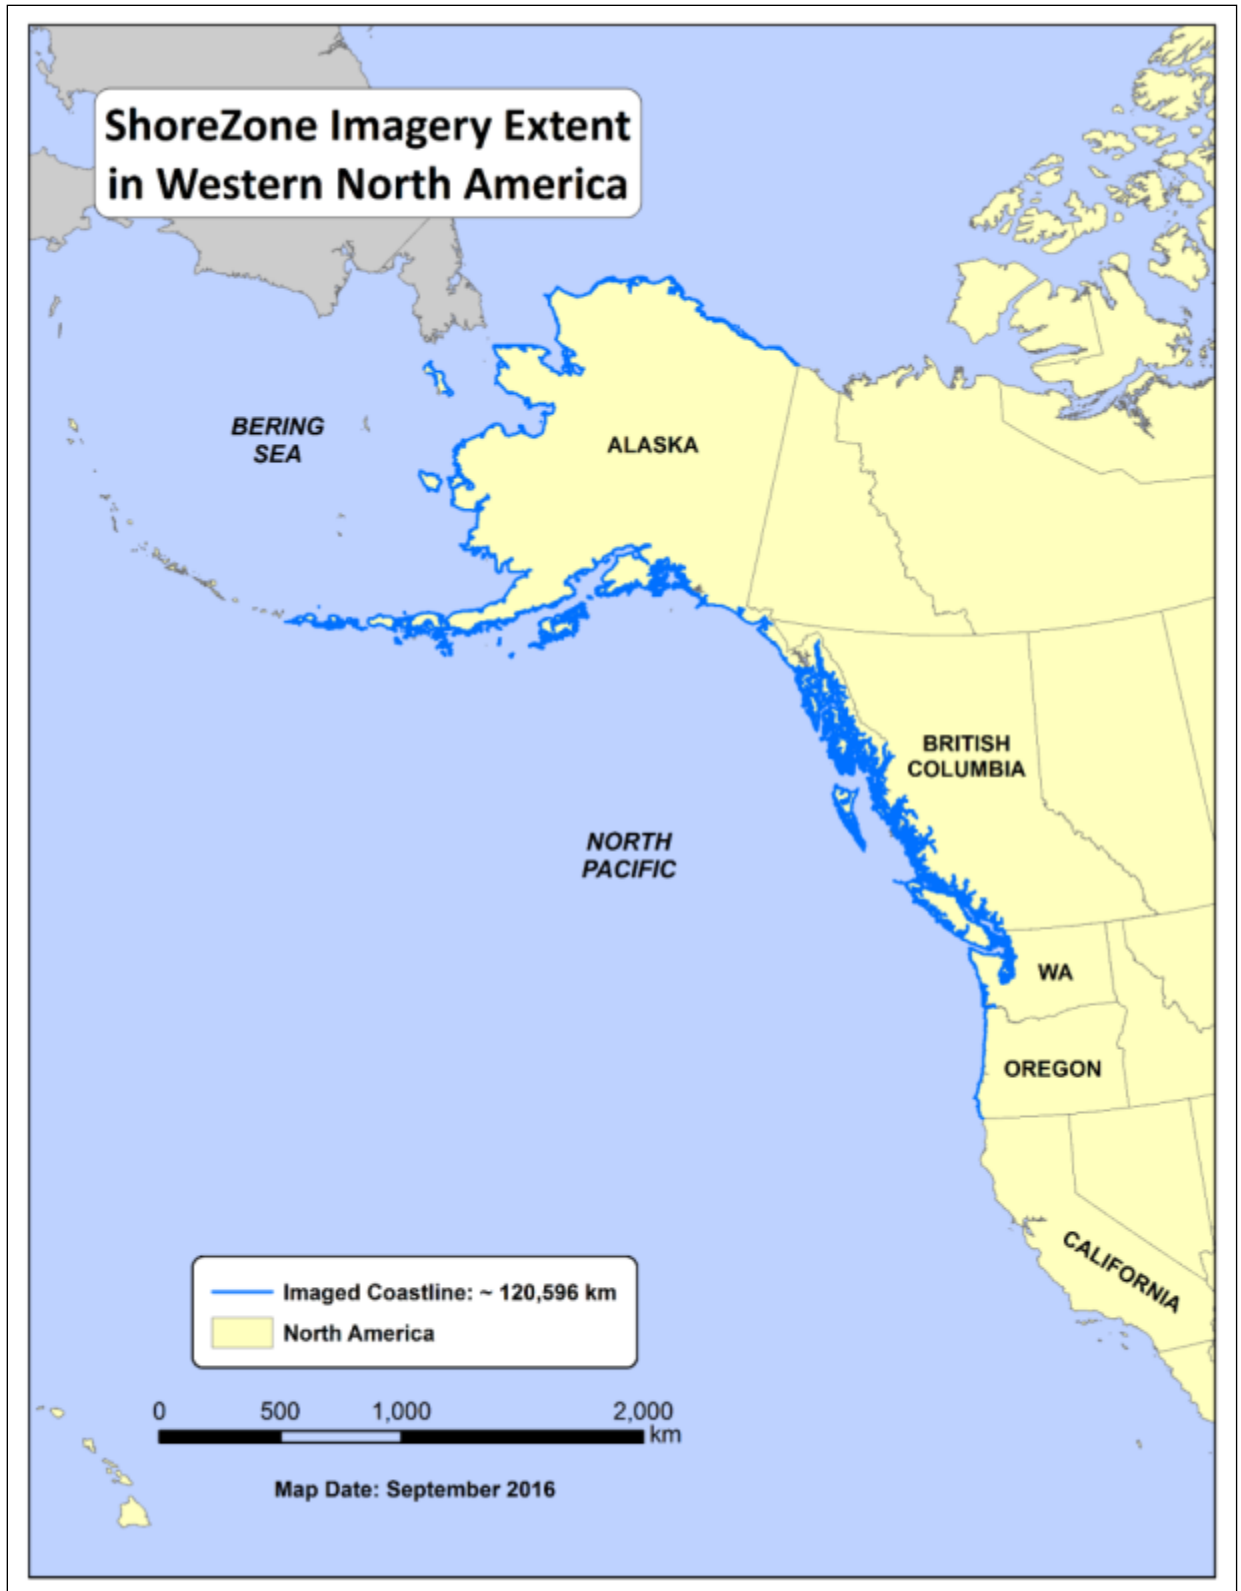 ShoreZone Imagery Extent
in Western North America
BERING
SEA
ALASKA
BRITISH
COLUMBIA
NORTH
PACIFIC
WA
OREGON
CALIFORNIA
Imaged Coastline: ~ 120,596 km
North America
0 500 1,000 2,000
km
Map Date: September 2016